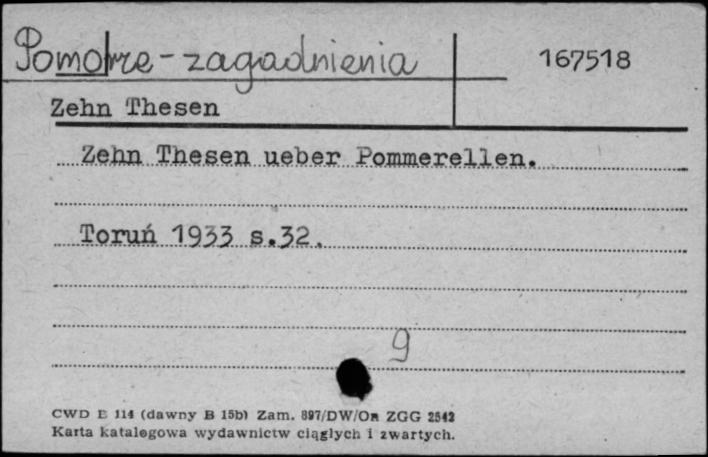 Pomorze - zagadnienia
167518
Zehn Thesen
Zehn Thesen ueber Pommerellen.
Toruń 1933 s.32.
9
CWD E 114 (dawny B 15b) Zam. 897/DW/On ZGG 2542
Karta katalogowa wydawnictw ciągłych i zwartych.